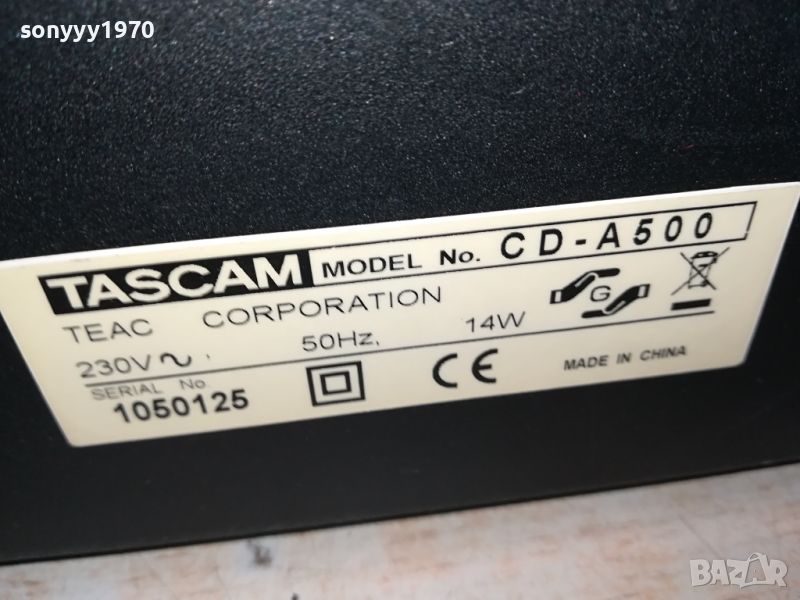 sonyyy1970
TASCAM MODEL No. CD-A500
TEAC CORPORATION
230V ~, 50Hz, 14W
G
SERIAL No.
1050125
CE
MADE IN CHINA
BAZAR